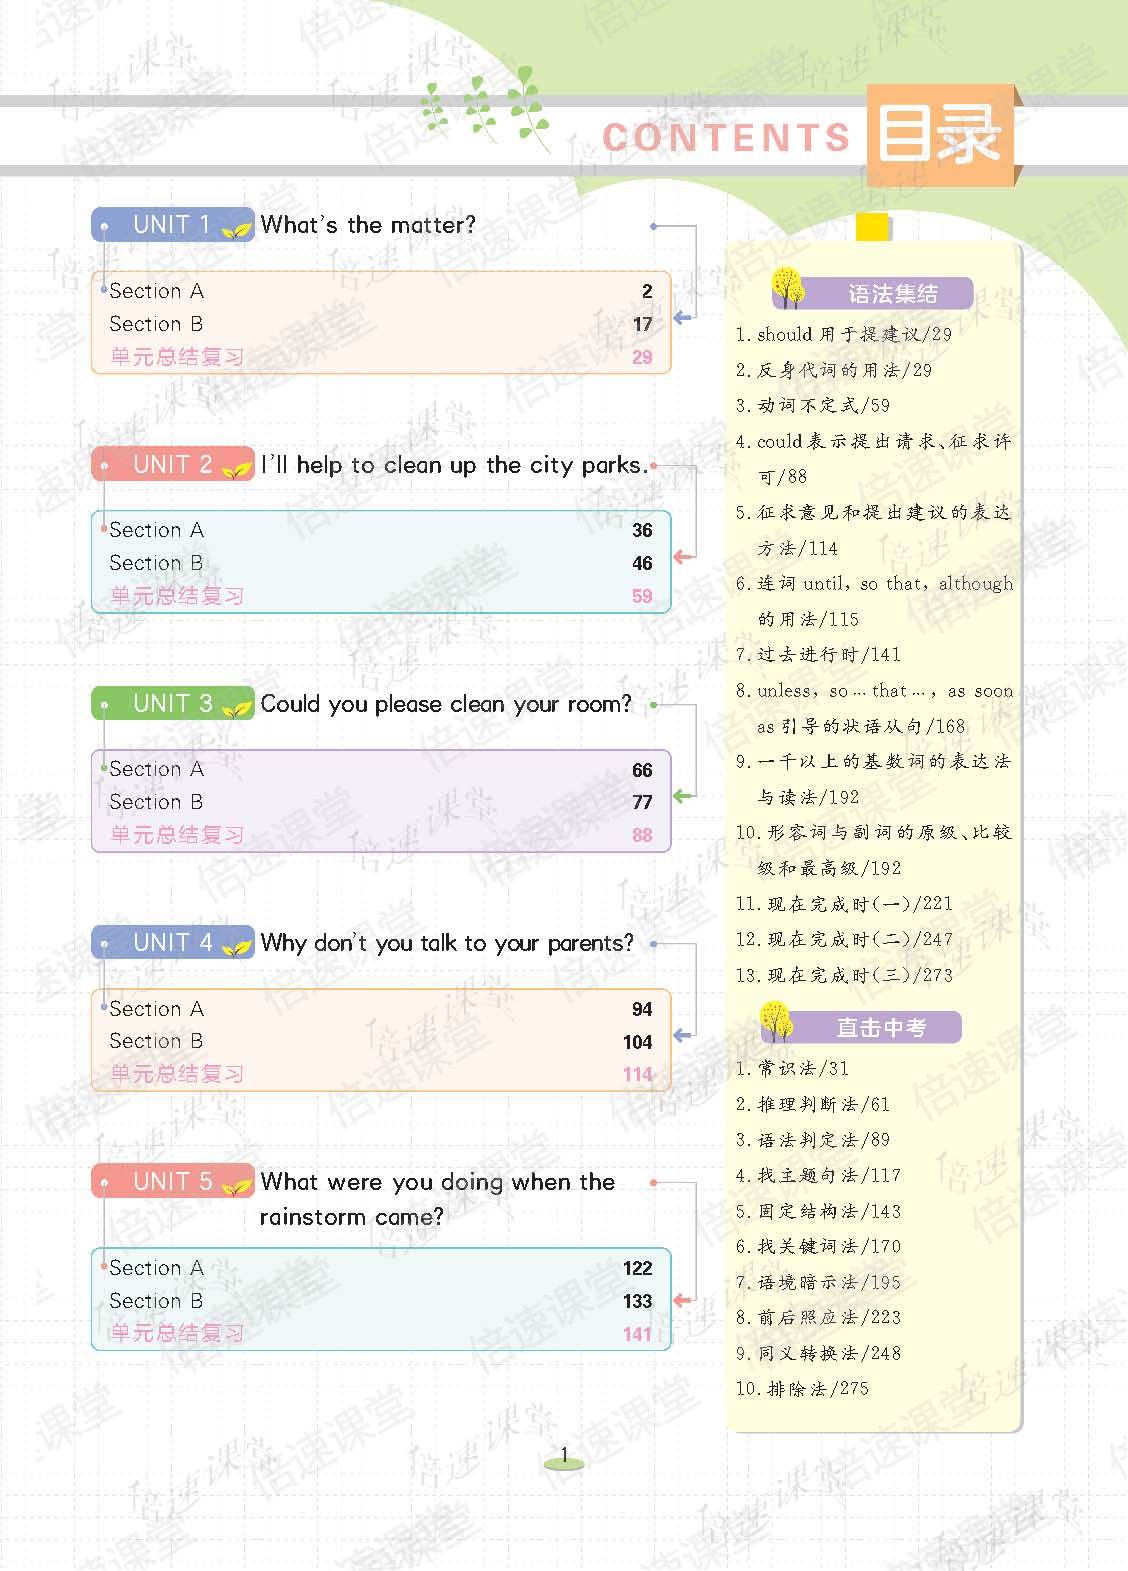 CONTENTS 目录
UNIT 1 What's the matter?
Section A 2
Section B 17
单元总结复习 29
UNIT 2 I'll help to clean up the city parks.
Section A 36
Section B 46
单元总结复习 59
UNIT 3 Could you please clean your room?
Section A 66
Section B 77
单元总结复习 88
UNIT 4 Why don't you talk to your parents?
Section A 94
Section B 104
单元总结复习 114
UNIT 5 What were you doing when the
rainstorm came?
Section A 122
Section B 133
单元总结复习 141
语法集结
1. should 用于提建议/29
2. 反身代词的用法/29
3. 动词不定式/59
4. could 表示提出请求、征求许
可/88
5. 征求意见和提出建议的表达
方法/114
6. 连词 until, so that, although
的用法/115
7. 过去进行时/141
8. unless, so … that …, as soon
as 引导的状语从句/168
9. 一千以上的基数词的表达法
与读法/192
10. 形容词与副词的原级、比较
级和最高级/192
11. 现在完成时(一)/221
12. 现在完成时(二)/247
13. 现在完成时(三)/273
直击中考
1. 常识法/31
2. 推理判断法/61
3. 语法判定法/89
4. 找主题句法/117
5. 固定结构法/143
6. 找关键词法/170
7. 语境暗示法/195
8. 前后照应法/223
9. 同义转换法/248
10. 排除法/275
1
倍速课堂